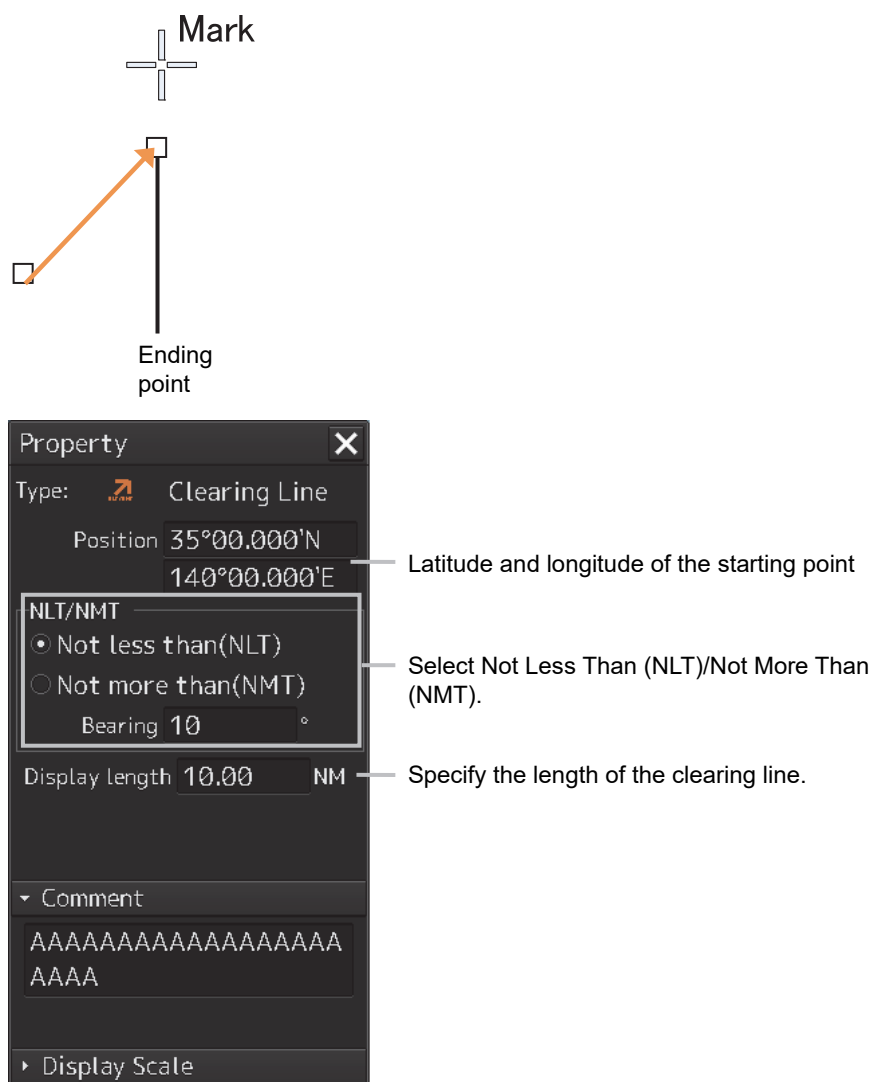 Mark
Ending
point
Property
Type: Clearing Line
Position 35°00.000'N
140°00.000'E
Latitude and longitude of the starting point
NLT/NMT
Not less than(NLT)
Not more than(NMT)
Bearing 10 °
Select Not Less Than (NLT)/Not More Than
(NMT).
Display length 10.00 NM
Specify the length of the clearing line.
Comment
AAAAAAAAAAAAAAAAAA
AAAA
Display Scale